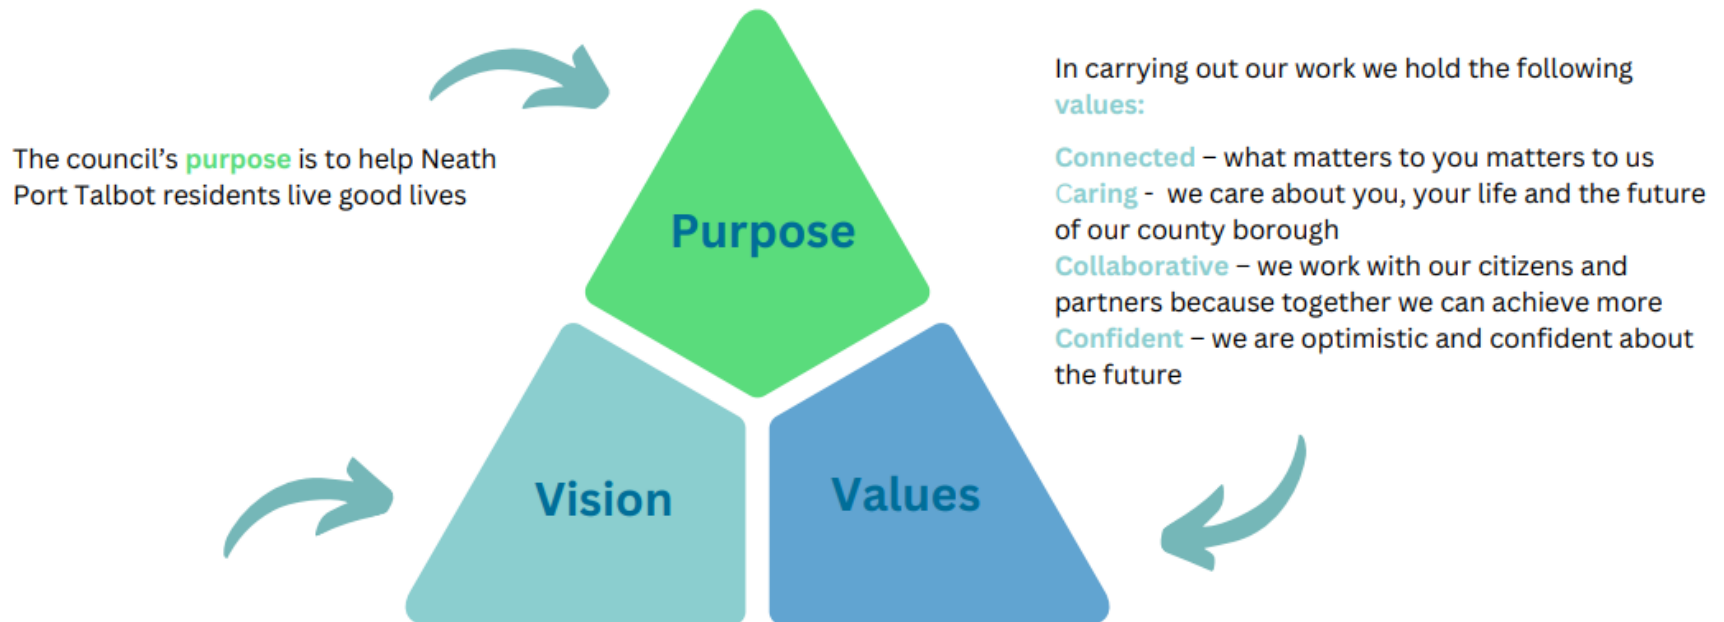 The council’s purpose is to help Neath
Port Talbot residents live good lives
Purpose
Vision
Values
In carrying out our work we hold the following
values:
Connected – what matters to you matters to us
Caring - we care about you, your life and the future
of our county borough
Collaborative – we work with our citizens and
partners because together we can achieve more
Confident – we are optimistic and confident about
the future